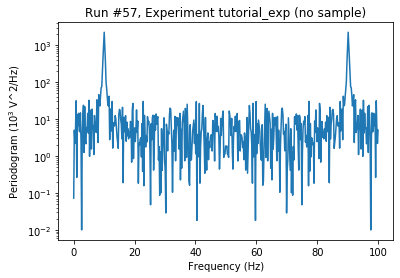 Run #57, Experiment tutorial_exp (no sample)
Periodogram (10³ V^2/Hz)
10³
10²
10¹
10⁰
10⁻¹
10⁻²
0 20 40 60 80 100
Frequency (Hz)